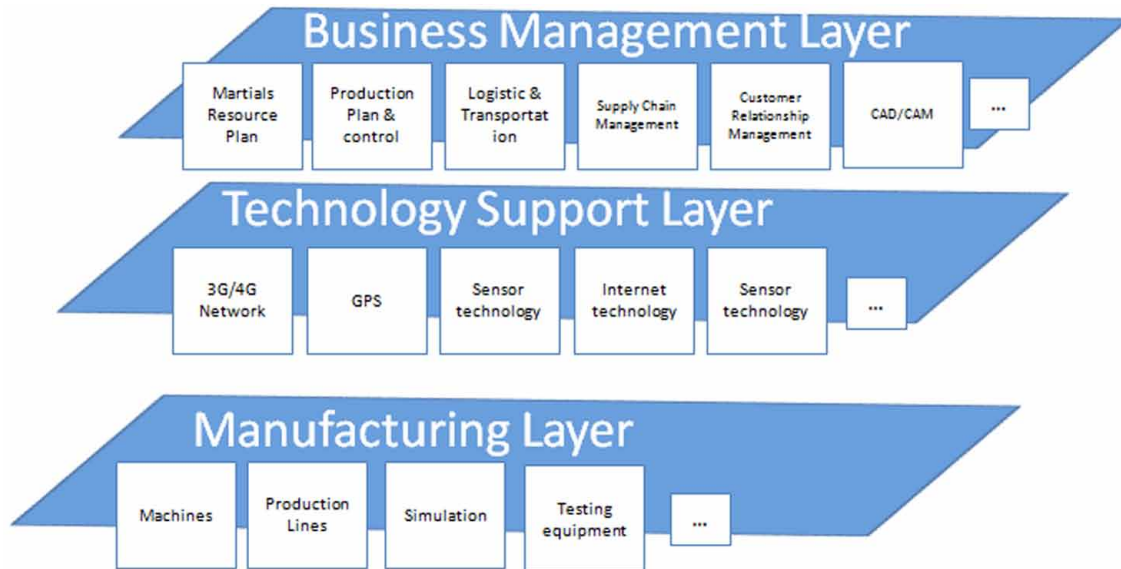 Business Management Layer
Martials
Resource
Plan
Production
Plan &
control
Logistic &
Transportat
ion
Supply Chain
Management
Customer
Relationship
Management
CAD/CAM
...
Technology Support Layer
3G/4G
Network
GPS
Sensor
technology
Internet
technology
Sensor
technology
...
Manufacturing Layer
Machines
Production
Lines
Simulation
Testing
equipment
...